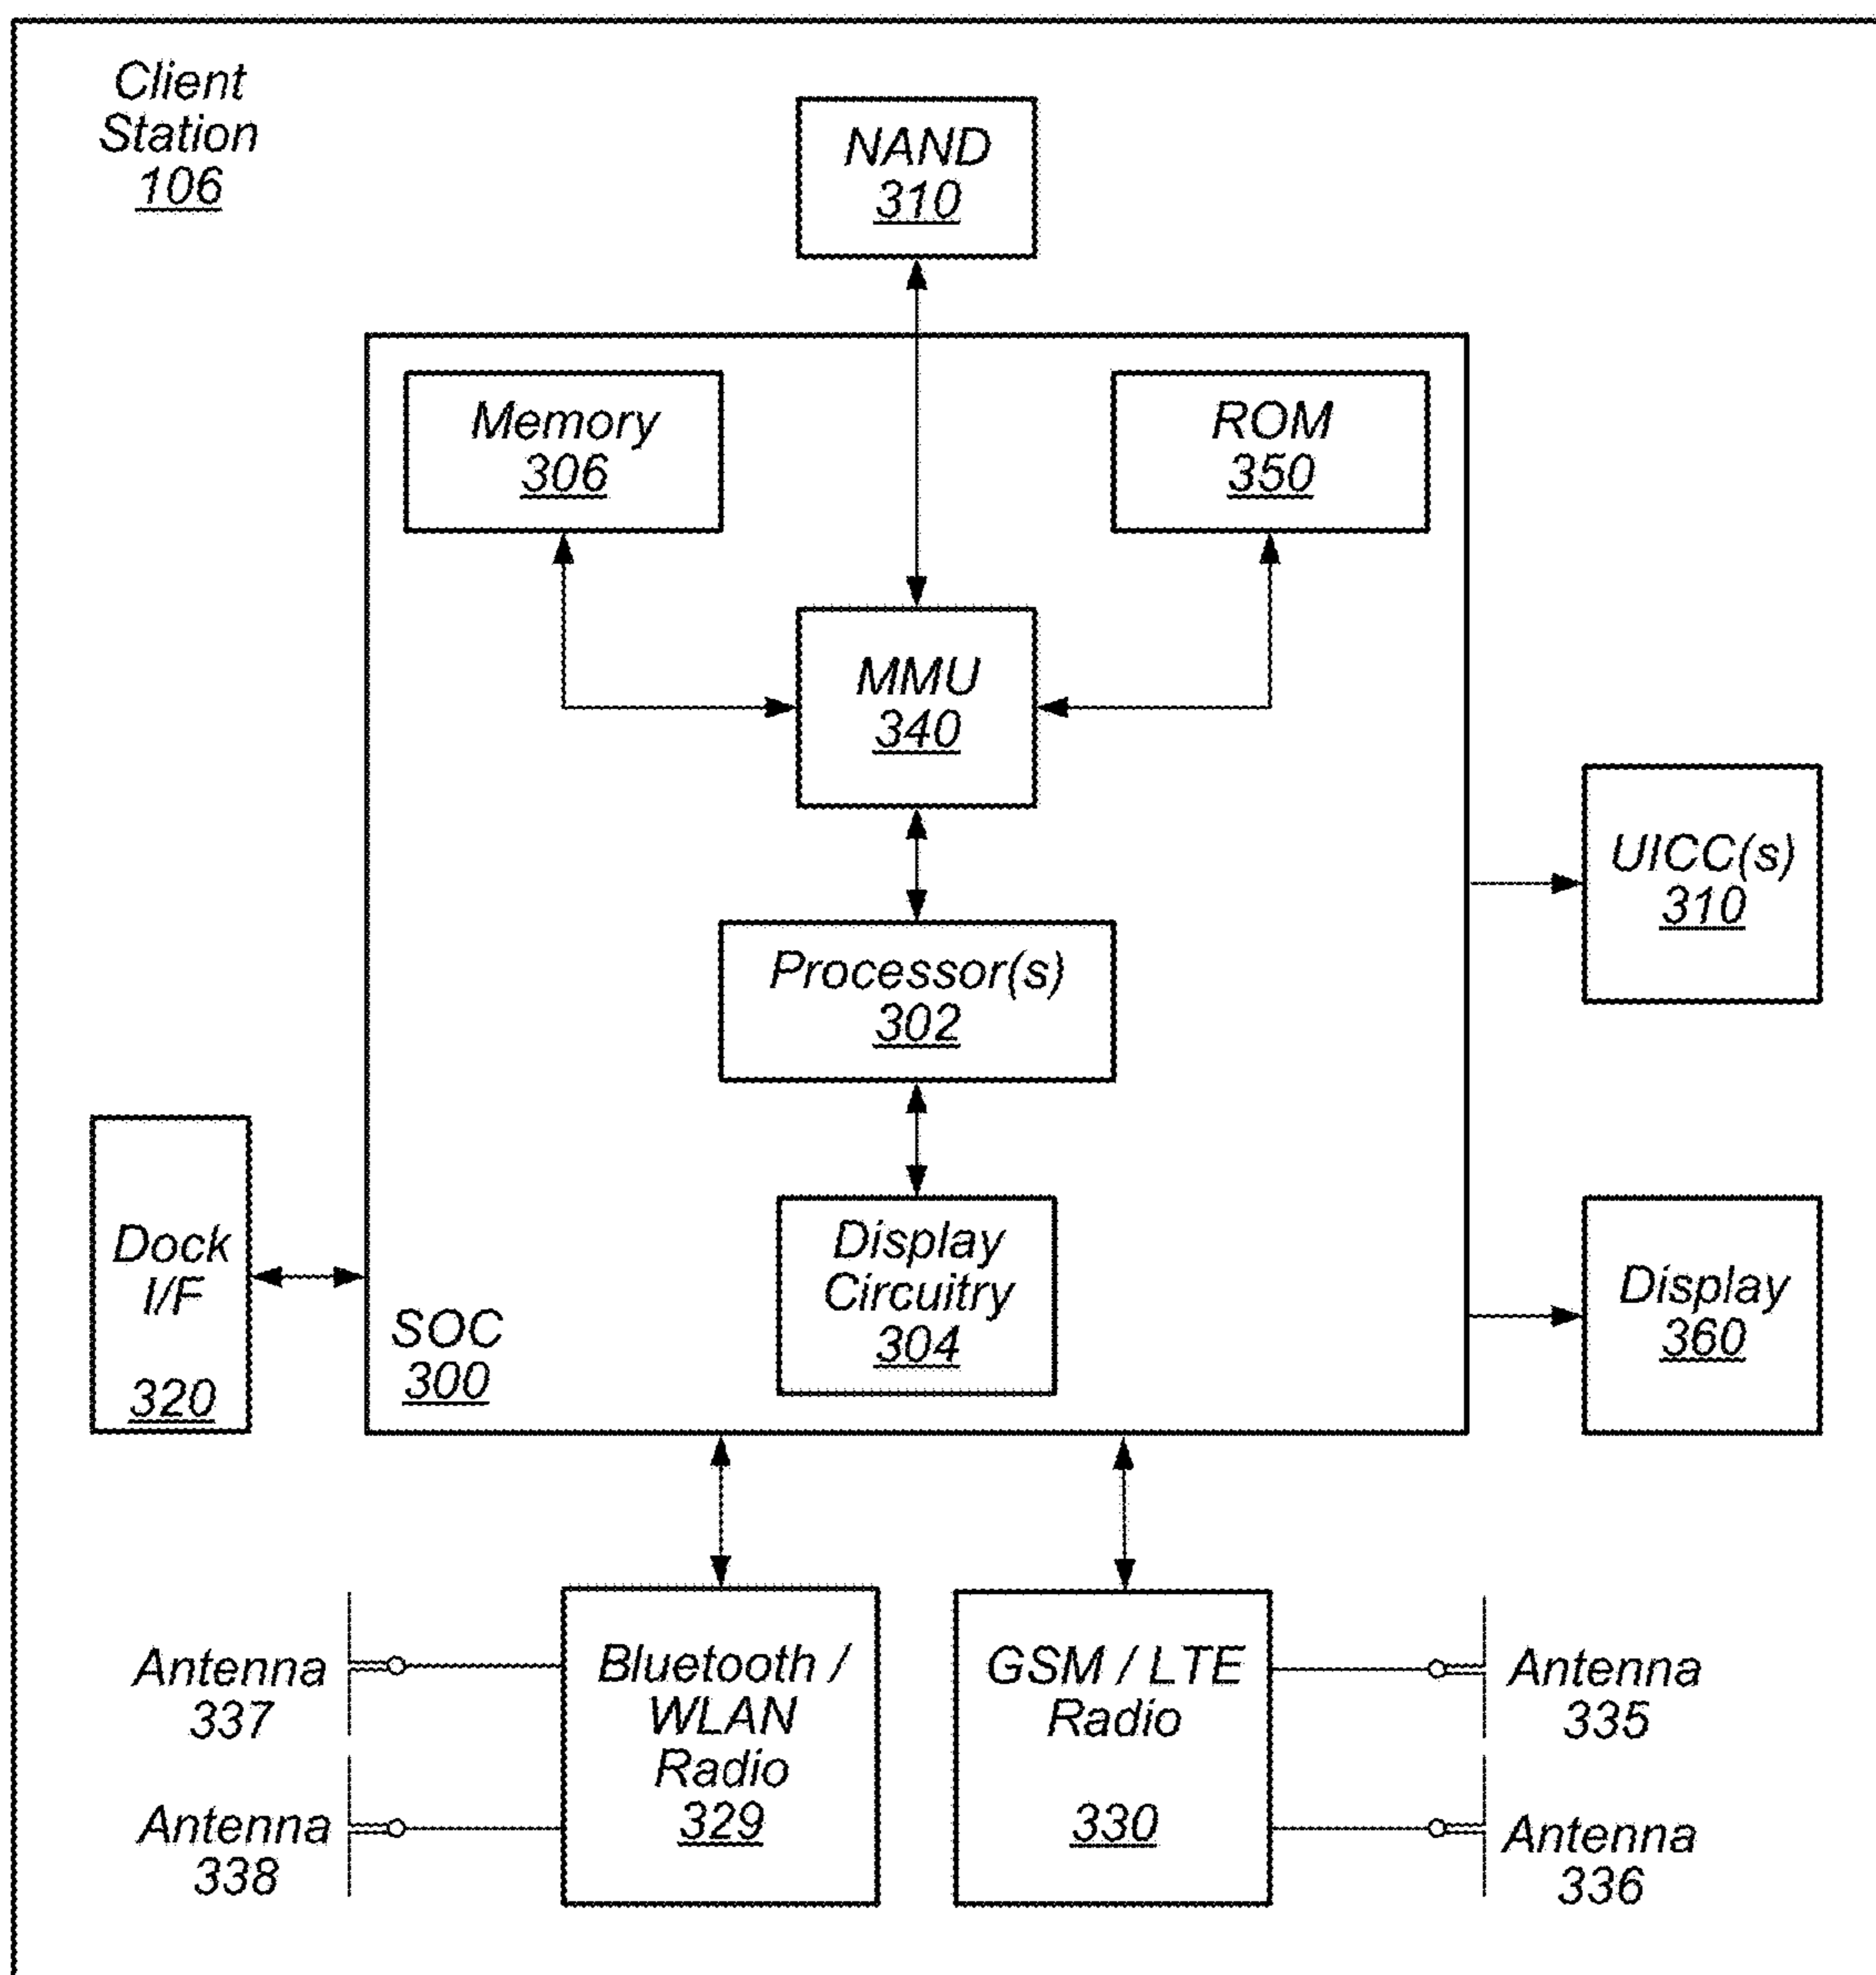 Client
Station
106
NAND
310
Memory
306
ROM
350
MMU
340
UICC(s)
310
Processor(s)
302
Dock
I/F
320
Display
Circuitry
304
SOC
300
Display
360
Antenna
337
Antenna
338
Bluetooth /
WLAN
Radio
329
GSM / LTE
Radio
330
Antenna
335
Antenna
336